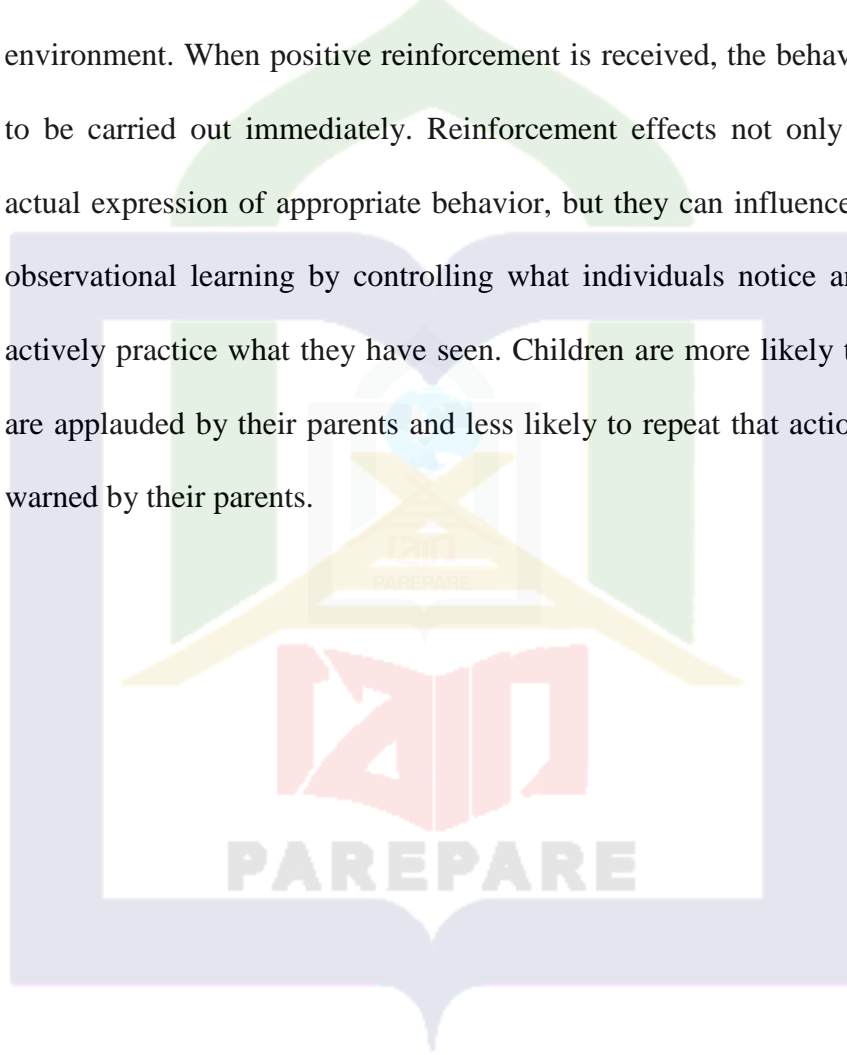 environment. When positive reinforcement is received, the behav
to be carried out immediately. Reinforcement effects not only
actual expression of appropriate behavior, but they can influence
observational learning by controlling what individuals notice a
actively practice what they have seen. Children are more likely t
are applauded by their parents and less likely to repeat that actio
warned by their parents.
iain
PAREPARE
iain
PAREPARE